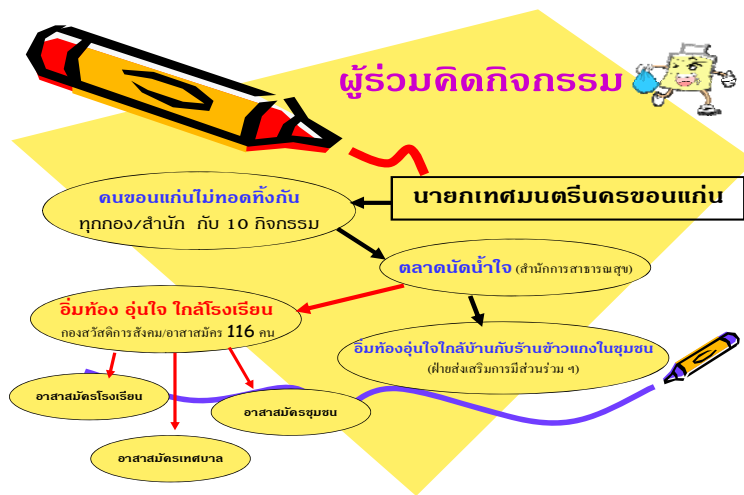 ผู้ร่วมคิดกิจกรรม
นายกเทศมนตรีนครขอนแก่น
คนขอนแก่นไม่ทอดทิ้งกัน
ทุกกอง/สำนัก กับ 10 กิจกรรม
ตลาดนัดน้ำใจ (สำนักการสาธารณสุข)
อิ่มท้อง อุ่นใจ ใกล้โรงเรียน
กองสวัสดิการสังคม/อาสาสมัคร 116 คน
อิ่มท้องอุ่นใจใกล้บ้านกับร้านข้าวแกงในชุมชน
(ฝ่ายส่งเสริมการมีส่วนร่วม ฯ)
อาสาสมัครโรงเรียน
อาสาสมัครชุมชน
อาสาสมัครเทศบาล